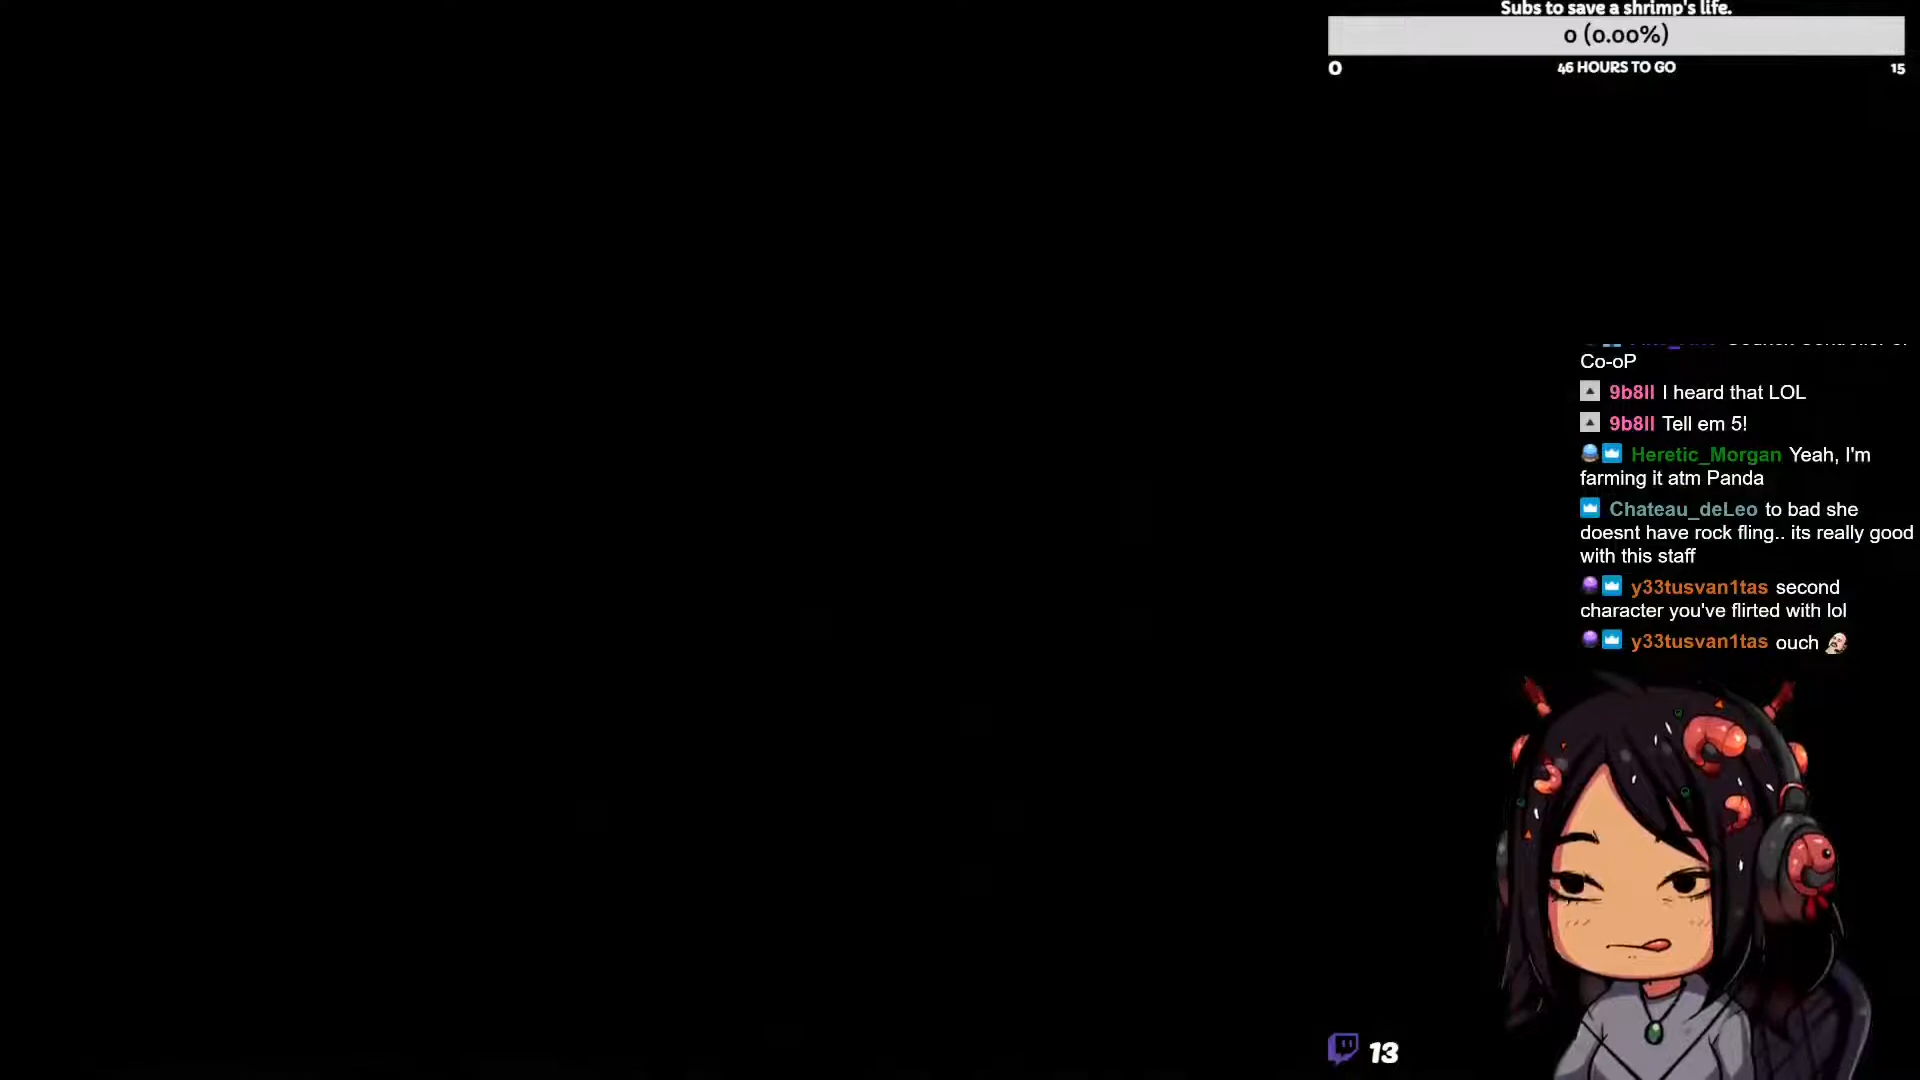 Subs to save a shrimp's life.
0 (0.00%)
0 46 HOURS TO GO 15
Co-oP
9b8ll I heard that LOL
9b8ll Tell em 5!
Heretic_Morgan Yeah, I'm
farming it atm Panda
Chateau_deLeo to bad she
doesnt have rock fling.. its really good
with this staff
y33tusvan1tas second
character you've flirted with lol
y33tusvan1tas ouch
13